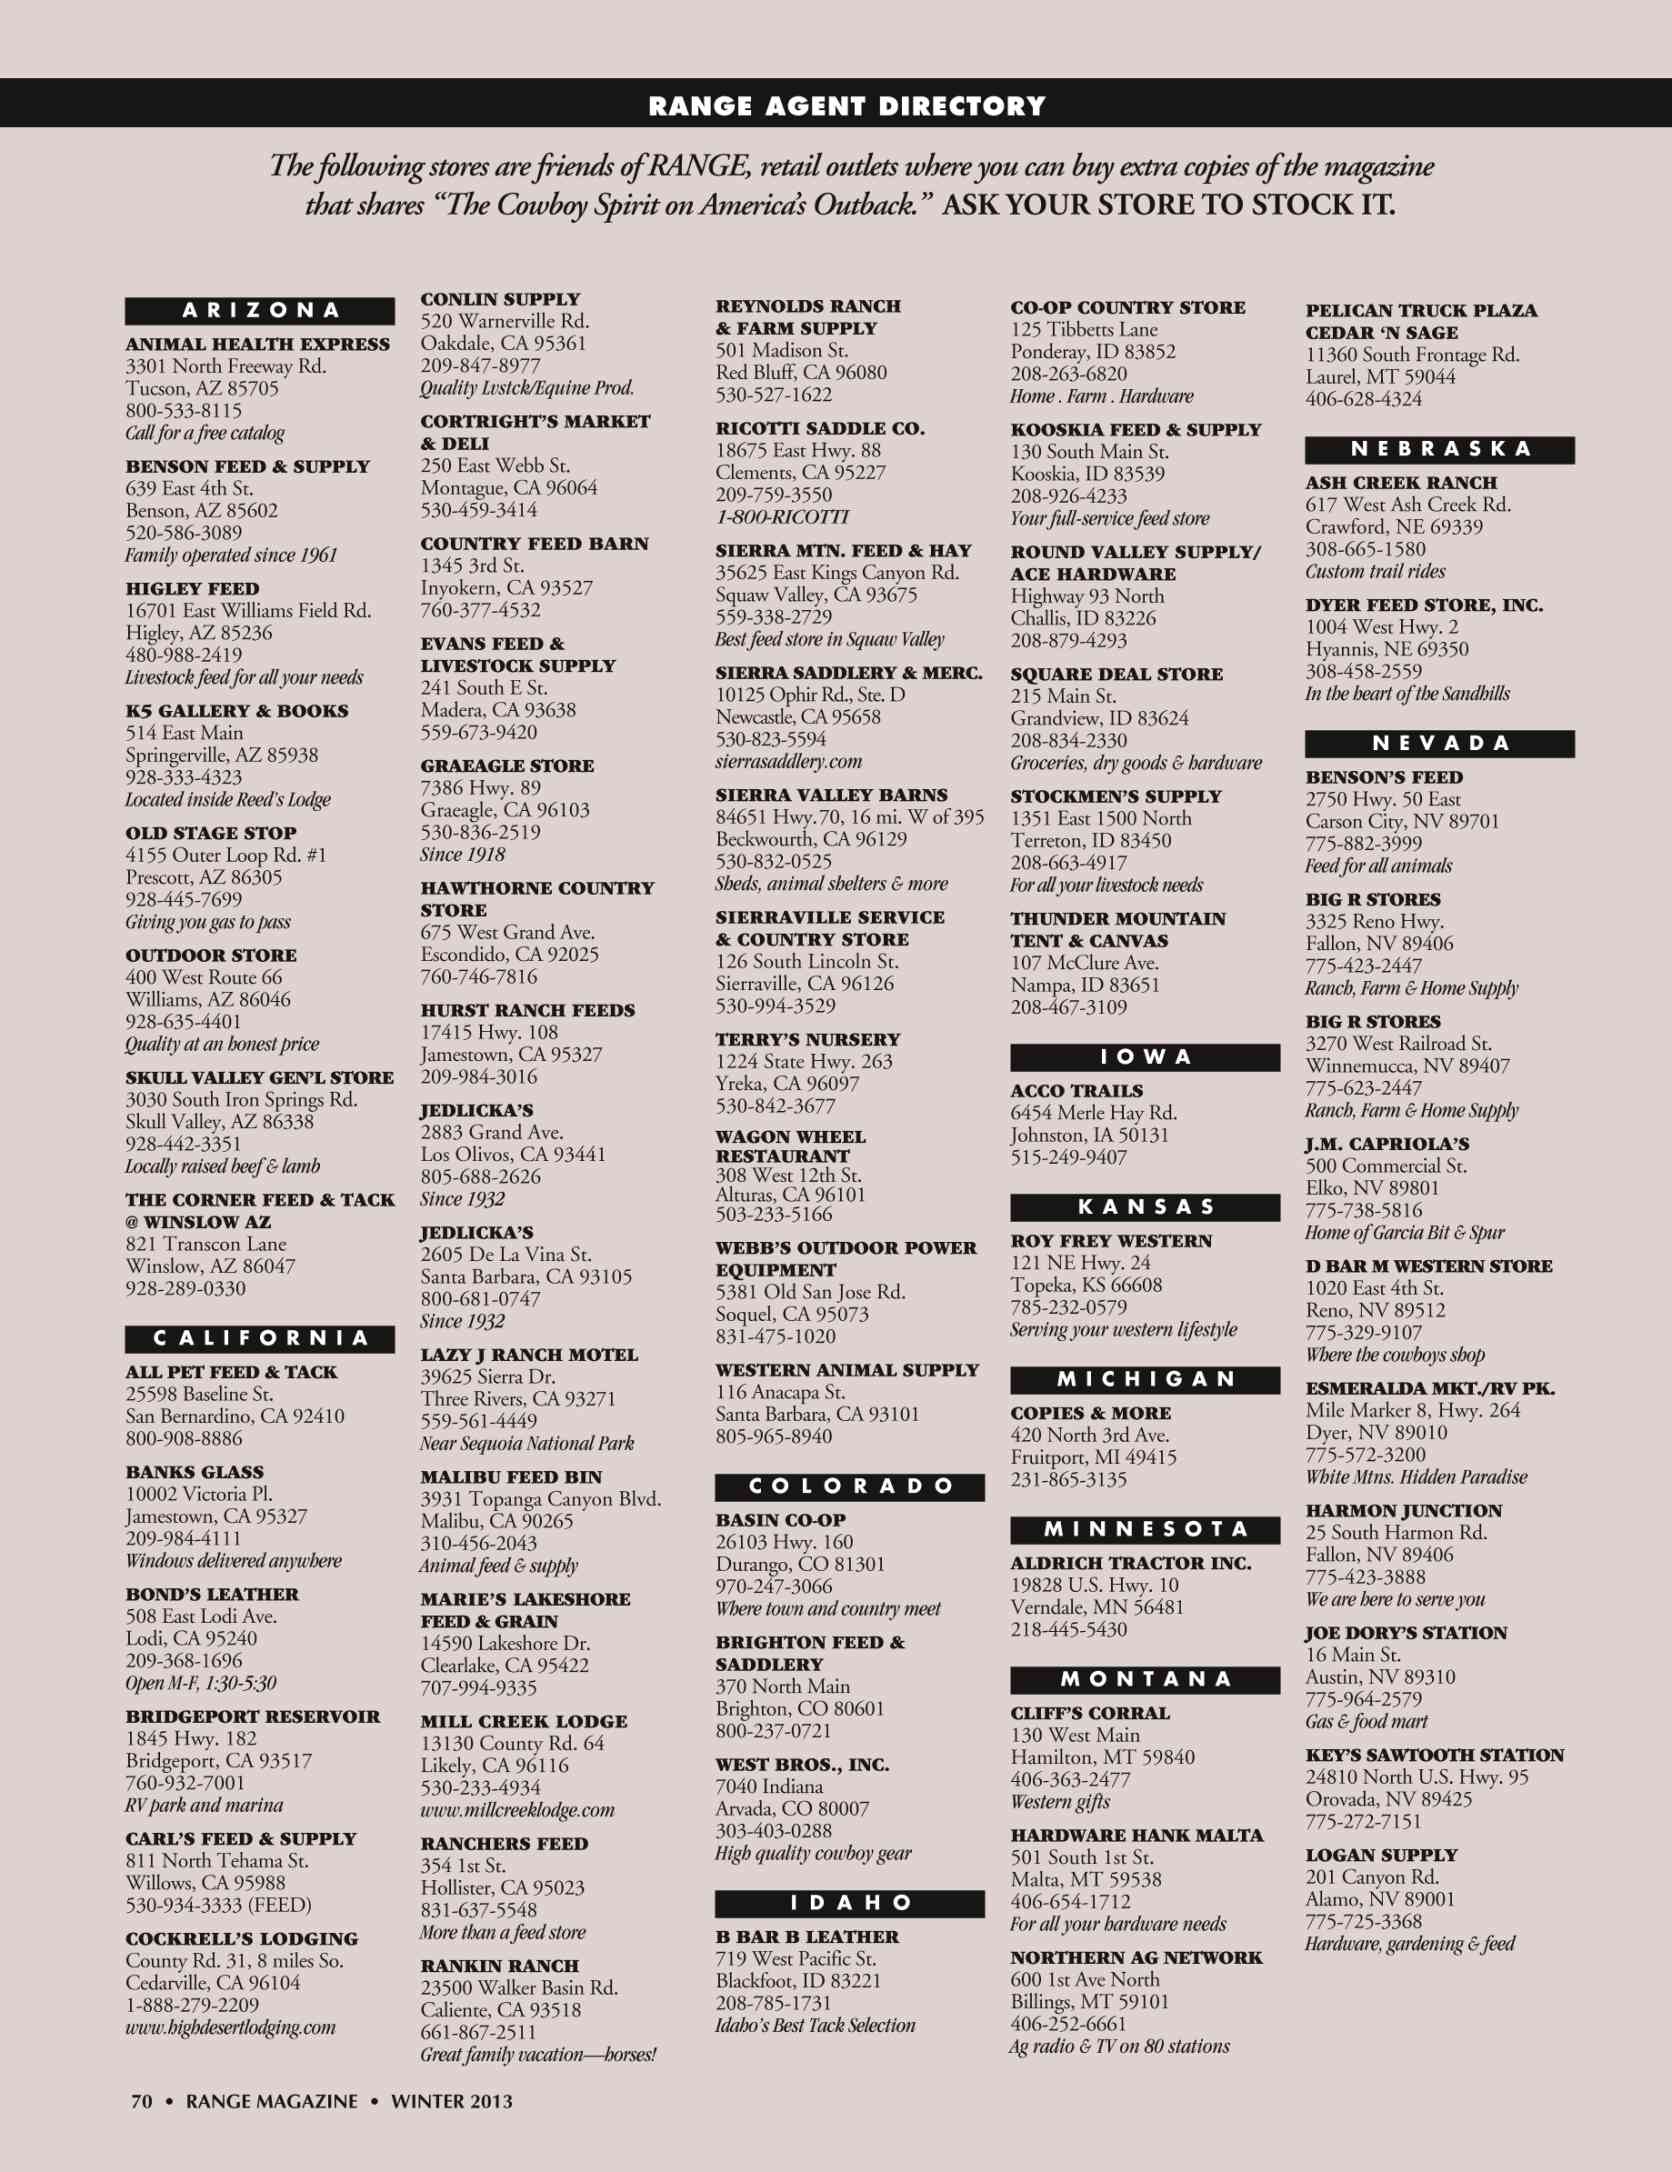 RANGE AGENT DIRECTORY
The following stores are friends of RANGE, retail outlets where you can buy extra copies of the magazine
that shares “The Cowboy Spirit on America’s Outback.” ASK YOUR STORE TO STOCK IT.
ARIZONA
ANIMAL HEALTH EXPRESS
3301 North Freeway Rd.
Tucson, AZ 85705
800-533-8115
Call for a free catalog
BENSON FEED & SUPPLY
639 East 4th St.
Benson, AZ 85602
520-586-3089
Family operated since 1961
HIGLEY FEED
16701 East Williams Field Rd.
Higley, AZ 85236
480-988-2419
Livestock feed for all your needs
K5 GALLERY & BOOKS
514 East Main
Springerville, AZ 85938
928-333-4323
Located inside Reed’s Lodge
OLD STAGE STOP
4155 Outer Loop Rd. #1
Prescott, AZ 86305
928-445-7699
Giving you gas to pass
OUTDOOR STORE
400 West Route 66
Williams, AZ 86046
928-635-4401
Quality at an honest price
SKULL VALLEY GEN’L STORE
3030 South Iron Springs Rd.
Skull Valley, AZ 86338
928-442-3351
Locally raised beef & lamb
THE CORNER FEED & TACK
@ WINSLOW AZ
821 Transcon Lane
Winslow, AZ 86047
928-289-0330
CALIFORNIA
ALL PET FEED & TACK
25598 Baseline St.
San Bernardino, CA 92410
800-908-8886
BANKS GLASS
10002 Victoria Pl.
Jamestown, CA 95327
209-984-4111
Windows delivered anywhere
BOND’S LEATHER
508 East Lodi Ave.
Lodi, CA 95240
209-368-1696
Open M-F, 1:30-5:30
BRIDGEPORT RESERVOIR
1845 Hwy. 182
Bridgeport, CA 93517
760-932-7001
RV park and marina
CARL’S FEED & SUPPLY
811 North Tehama St.
Willows, CA 95988
530-934-3333 (FEED)
COCKRELL’S LODGING
County Rd. 31, 8 miles So.
Cedarville, CA 96104
1-888-279-2209
www.highdesertlodging.com
CONLIN SUPPLY
520 Warnerville Rd.
Oakdale, CA 95361
209-847-8977
Quality Lvstck/Equine Prod.
CORTRIGHT’S MARKET
& DELI
250 East Webb St.
Montague, CA 96064
530-459-3414
COUNTRY FEED BARN
1345 3rd St.
Inyokern, CA 93527
760-377-4532
EVANS FEED &
LIVESTOCK SUPPLY
241 South E St.
Madera, CA 93638
559-673-9420
GRAEAGLE STORE
7386 Hwy. 89
Graeagle, CA 96103
530-836-2519
Since 1918
HAWTHORNE COUNTRY
STORE
675 West Grand Ave.
Escondido, CA 92025
760-746-7816
HURST RANCH FEEDS
17415 Hwy. 108
Jamestown, CA 95327
209-984-3016
JEDLICKA’S
2883 Grand Ave.
Los Olivos, CA 93441
805-688-2626
Since 1932
JEDLICKA’S
2605 De La Vina St.
Santa Barbara, CA 93105
800-681-0747
Since 1932
LAZY J RANCH MOTEL
39625 Sierra Dr.
Three Rivers, CA 93271
559-561-4449
Near Sequoia National Park
MALIBU FEED BIN
3931 Topanga Canyon Blvd.
Malibu, CA 90265
310-456-2043
Animal feed & supply
MARIE’S LAKESHORE
FEED & GRAIN
14590 Lakeshore Dr.
Clearlake, CA 95422
707-994-9335
MILL CREEK LODGE
13130 County Rd. 64
Likely, CA 96116
530-233-4934
www.millcreeklodge.com
RANCHERS FEED
354 1st St.
Hollister, CA 95023
831-637-5548
More than a feed store
RANKIN RANCH
23500 Walker Basin Rd.
Caliente, CA 93518
661-867-2511
Great family vacation—horses!
REYNOLDS RANCH
& FARM SUPPLY
501 Madison St.
Red Bluff, CA 96080
530-527-1622
RICOTTI SADDLE CO.
18675 East Hwy. 88
Clements, CA 95227
209-759-3550
1-800-RICOTTI
SIERRA MTN. FEED & HAY
35625 East Kings Canyon Rd.
Squaw Valley, CA 93675
559-338-2729
Best feed store in Squaw Valley
SIERRA SADDLERY & MERC.
10125 Ophir Rd., Ste. D
Newcastle, CA 95658
530-823-5594
sierrasaddlery.com
SIERRA VALLEY BARNS
84651 Hwy.70, 16 mi. W of 395
Beckwourth, CA 96129
530-832-0525
Sheds, animal shelters & more
SIERRAVILLE SERVICE
& COUNTRY STORE
126 South Lincoln St.
Sierraville, CA 96126
530-994-3529
TERRY’S NURSERY
1224 State Hwy. 263
Yreka, CA 96097
530-842-3677
WAGON WHEEL
RESTAURANT
308 West 12th St.
Alturas, CA 96101
503-233-5166
WEBB’S OUTDOOR POWER
EQUIPMENT
5381 Old San Jose Rd.
Soquel, CA 95073
831-475-1020
WESTERN ANIMAL SUPPLY
116 Anacapa St.
Santa Barbara, CA 93101
805-965-8940
COLORADO
BASIN CO-OP
26103 Hwy. 160
Durango, CO 81301
970-247-3066
Where town and country meet
BRIGHTON FEED &
SADDLERY
370 North Main
Brighton, CO 80601
800-237-0721
WEST BROS., INC.
7040 Indiana
Arvada, CO 80007
303-403-0288
High quality cowboy gear
IDAHO
B BAR B LEATHER
719 West Pacific St.
Blackfoot, ID 83221
208-785-1731
Idaho’s Best Tack Selection
CO-OP COUNTRY STORE
125 Tibbetts Lane
Ponderay, ID 83852
208-263-6820
Home . Farm . Hardware
KOOSKIA FEED & SUPPLY
130 South Main St.
Kooskia, ID 83539
208-926-4233
Your full-service feed store
ROUND VALLEY SUPPLY/
ACE HARDWARE
Highway 93 North
Challis, ID 83226
208-879-4293
SQUARE DEAL STORE
215 Main St.
Grandview, ID 83624
208-834-2330
Groceries, dry goods & hardware
STOCKMEN’S SUPPLY
1351 East 1500 North
Terreton, ID 83450
208-663-4917
For all your livestock needs
THUNDER MOUNTAIN
TENT & CANVAS
107 McClure Ave.
Nampa, ID 83651
208-467-3109
IOWA
ACCO TRAILS
6454 Merle Hay Rd.
Johnston, IA 50131
515-249-9407
KANSAS
ROY FREY WESTERN
121 NE Hwy. 24
Topeka, KS 66608
785-232-0579
Serving your western lifestyle
MICHIGAN
COPIES & MORE
420 North 3rd Ave.
Fruitport, MI 49415
231-865-3135
MINNESOTA
ALDRICH TRACTOR INC.
19828 U.S. Hwy. 10
Verndale, MN 56481
218-445-5430
MONTANA
CLIFF’S CORRAL
130 West Main
Hamilton, MT 59840
406-363-2477
Western gifts
HARDWARE HANK MALTA
501 South 1st St.
Malta, MT 59538
406-654-1712
For all your hardware needs
NORTHERN AG NETWORK
600 1st Ave North
Billings, MT 59101
406-252-6661
Ag radio & TV on 80 stations
PELICAN TRUCK PLAZA
CEDAR ‘N SAGE
11360 South Frontage Rd.
Laurel, MT 59044
406-628-4324
NEBRASKA
ASH CREEK RANCH
617 West Ash Creek Rd.
Crawford, NE 69339
308-665-1580
Custom trail rides
DYER FEED STORE, INC.
1004 West Hwy. 2
Hyannis, NE 69350
308-458-2559
In the heart of the Sandhills
NEVADA
BENSON’S FEED
2750 Hwy. 50 East
Carson City, NV 89701
775-882-3999
Feed for all animals
BIG R STORES
3325 Reno Hwy.
Fallon, NV 89406
775-423-2447
Ranch, Farm & Home Supply
BIG R STORES
3270 West Railroad St.
Winnemucca, NV 89407
775-623-2447
Ranch, Farm & Home Supply
J.M. CAPRIOLA’S
500 Commercial St.
Elko, NV 89801
775-738-5816
Home of Garcia Bit & Spur
D BAR M WESTERN STORE
1020 East 4th St.
Reno, NV 89512
775-329-9107
Where the cowboys shop
ESMERALDA MKT./RV PK.
Mile Marker 8, Hwy. 264
Dyer, NV 89010
775-572-3200
White Mtns. Hidden Paradise
HARMON JUNCTION
25 South Harmon Rd.
Fallon, NV 89406
775-423-3888
We are here to serve you
JOE DORY’S STATION
16 Main St.
Austin, NV 89310
775-964-2579
Gas & food mart
KEY’S SAWTOOTH STATION
24810 North U.S. Hwy. 95
Orovada, NV 89425
775-272-7151
LOGAN SUPPLY
201 Canyon Rd.
Alamo, NV 89001
775-725-3368
Hardware, gardening & feed
70 • RANGE MAGAZINE • WINTER 2013